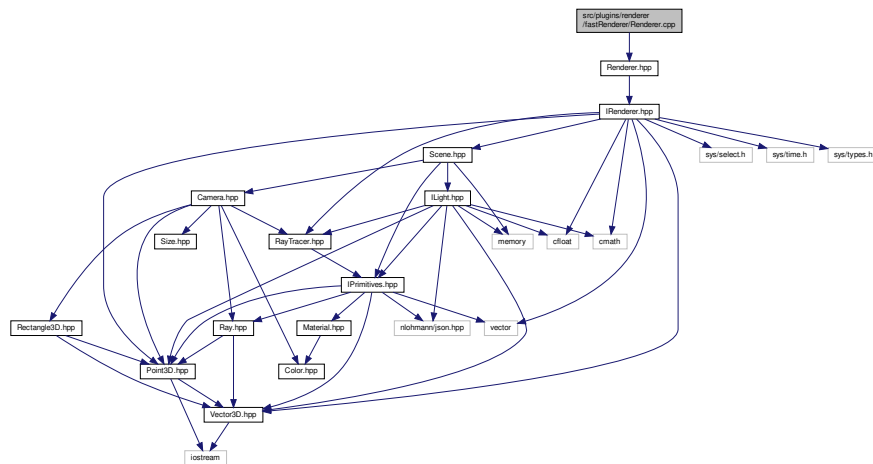 src/plugins/renderer
/fastRenderer/Renderer.cpp
Renderer.hpp
IRenderer.hpp
Scene.hpp
sys/select.h
sys/time.h
sys/types.h
Camera.hpp
ILight.hpp
Size.hpp
RayTracer.hpp
memory
cfloat
cmath
IPrimitives.hpp
Rectangle3D.hpp
Ray.hpp
Material.hpp
nlohmann/json.hpp
vector
Point3D.hpp
Color.hpp
Vector3D.hpp
iostream